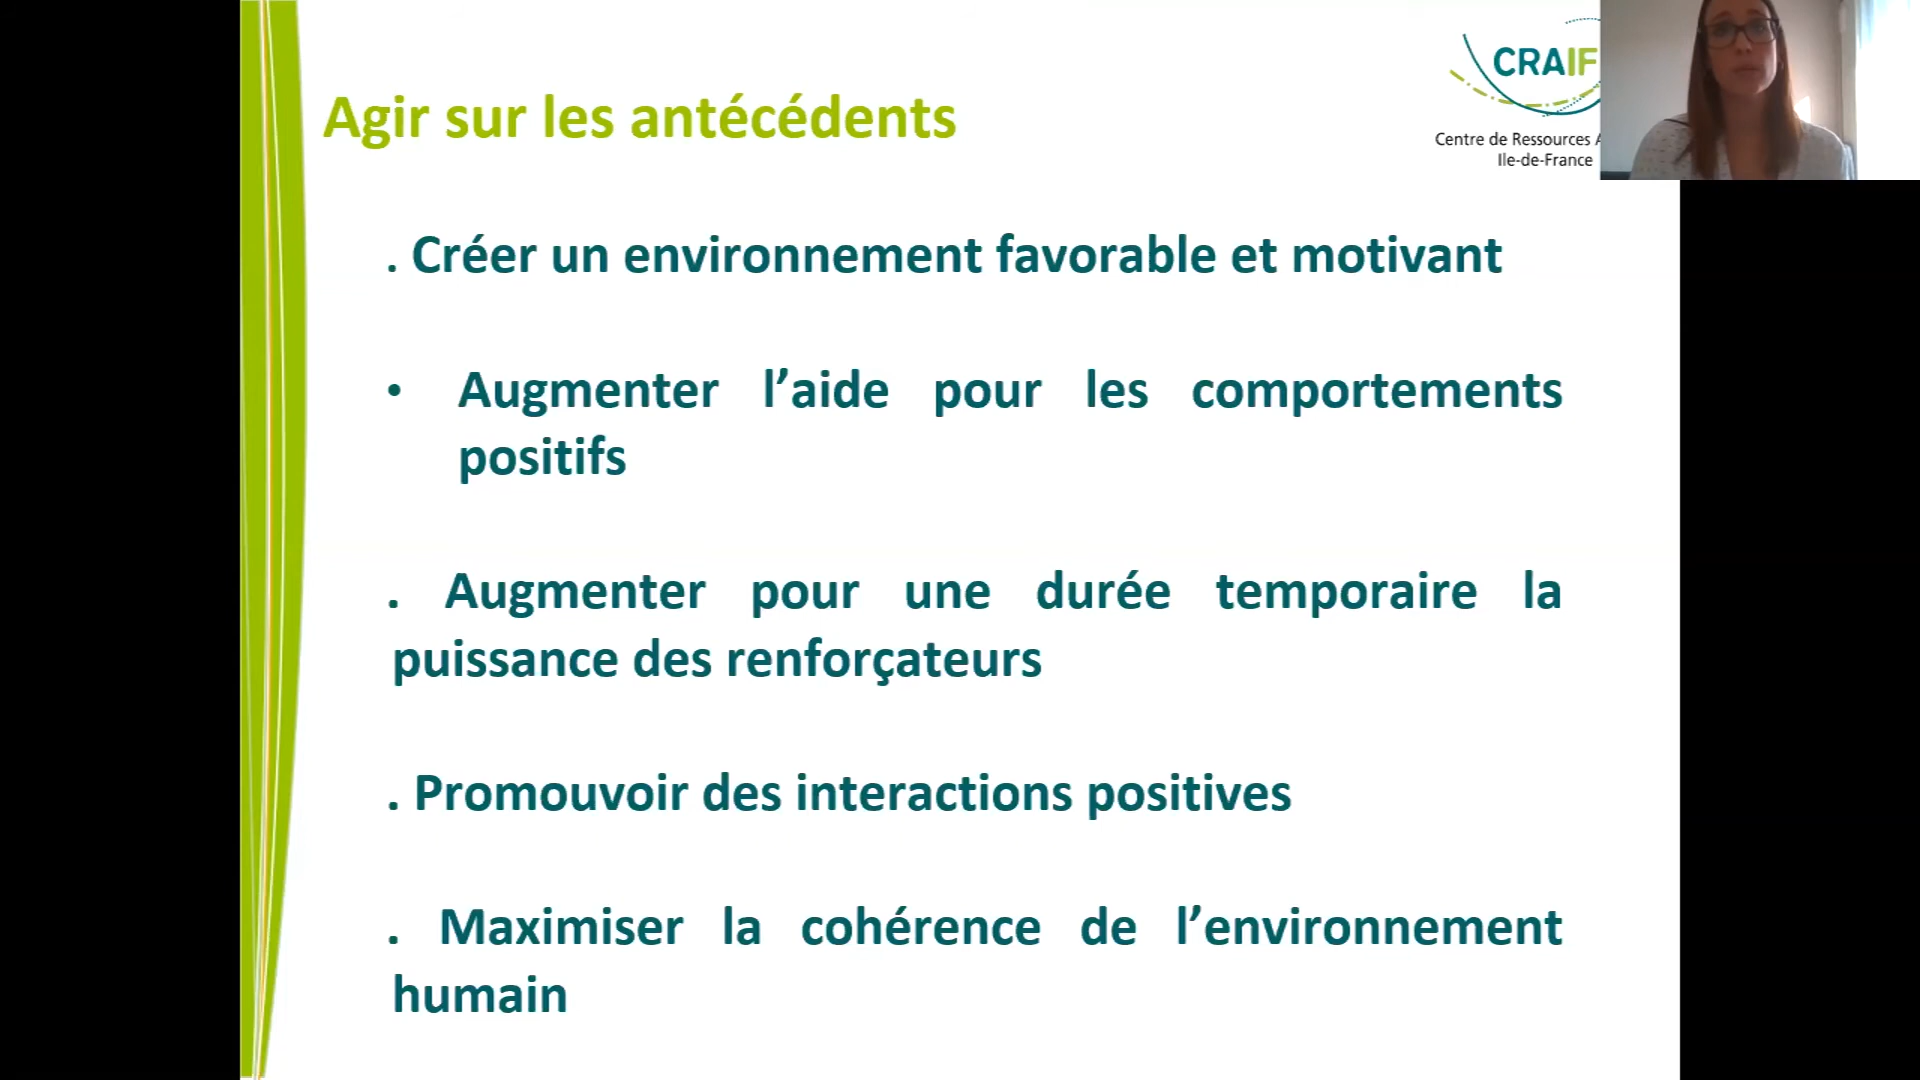 CRAIF
Agir sur les antécédents
Centre de Ressources
Ile-de-France
. Créer un environnement favorable et motivant
• Augmenter l’aide pour les comportements
positifs
. Augmenter pour une durée temporaire la
puissance des renforçateurs
. Promouvoir des interactions positives
. Maximiser la cohérence de l’environnement
humain